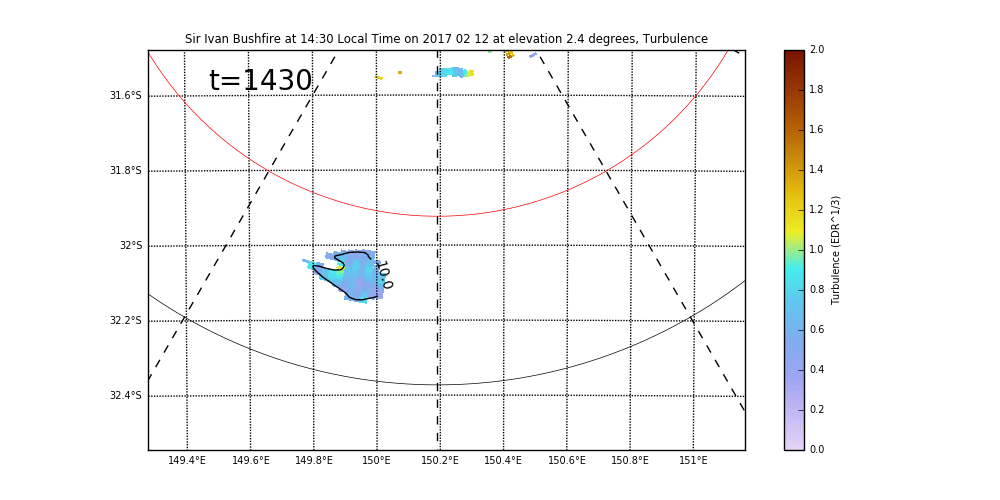 Sir Ivan Bushfire at 14:30 Local Time on 2017 02 12 at elevation 2.4 degrees, Turbulence
t=1430
31.6°S
31.8°S
32°S
32.2°S
32.4°S
10.0
149.4°E 149.6°E 149.8°E 150°E 150.2°E 150.4°E 150.6°E 150.8°E 151°E
2.0
1.8
1.6
1.4
1.2
1.0
0.8
0.6
0.4
0.2
0.0
Turbulence (EDR^1/3)